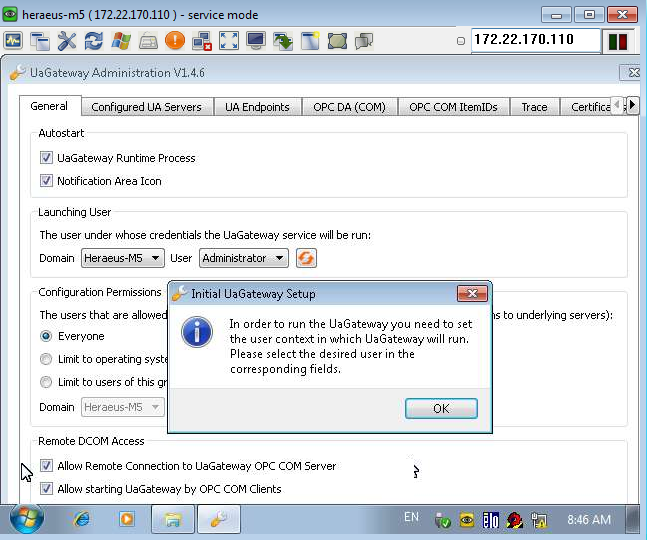 heraeus-m5 ( 172.22.170.110 ) - service mode
172.22.170.110
UaGateway Administration V1.4.6
General Configured UA Servers UA Endpoints OPC DA (COM) OPC COM ItemIDs Trace Certifica
Autostart
UaGateway Runtime Process
Notification Area Icon
Launching User
The user under whose credentials the UaGateway service will be run:
Domain Heraeus-M5 User Administrator
Configuration Permissions
The users that are allowed
ns to underlying servers):
Everyone
Limit to operating syste
Limit to users of this gr
Domain Heraeus-M5
Initial UaGateway Setup
In order to run the UaGateway you need to set
the user context in which UaGateway will run.
Please select the desired user in the
corresponding fields.
OK
Remote DCOM Access
Allow Remote Connection to UaGateway OPC COM Server
Allow starting UaGateway by OPC COM Clients
EN 8:46 AM